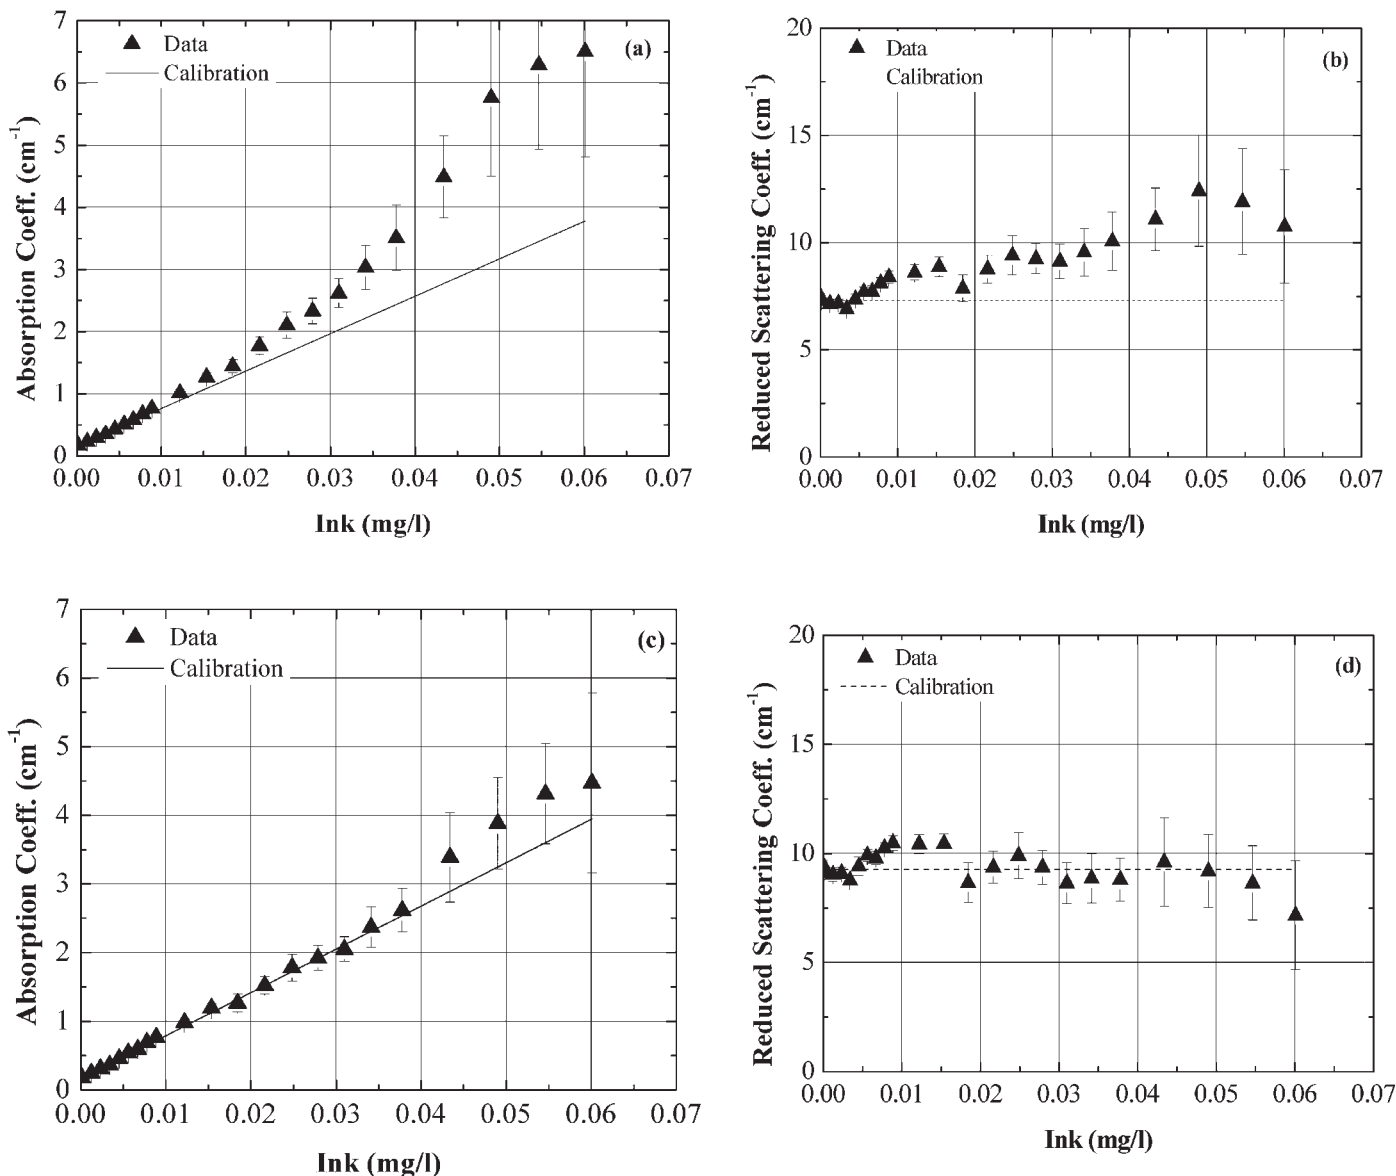 (a)
Data
Calibration
Absorption Coeff. (cm⁻¹)
7
6
5
4
3
2
1
0
0.00 0.01 0.02 0.03 0.04 0.05 0.06 0.07
Ink (mg/l)
(b)
Data
Calibration
Reduced Scattering Coeff. (cm⁻¹)
20
15
10
5
0
0.00 0.01 0.02 0.03 0.04 0.05 0.06 0.07
Ink (mg/l)
(c)
Data
Calibration
Absorption Coeff. (cm⁻¹)
7
6
5
4
3
2
1
0
0.00 0.01 0.02 0.03 0.04 0.05 0.06 0.07
Ink (mg/l)
(d)
Data
Calibration
Reduced Scattering Coeff. (cm⁻¹)
20
15
10
5
0
0.00 0.01 0.02 0.03 0.04 0.05 0.06 0.07
Ink (mg/l)